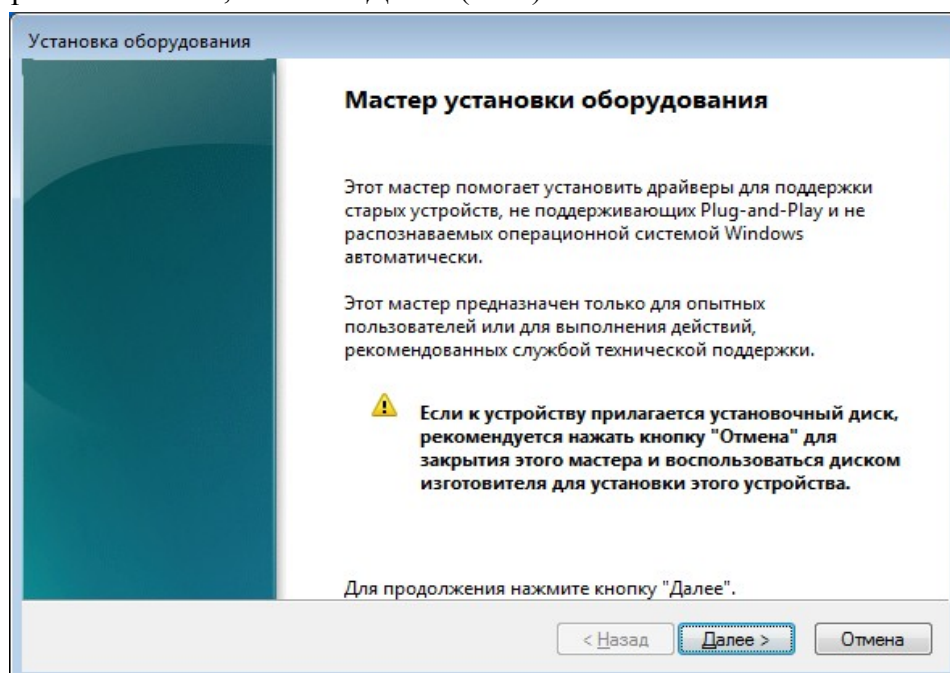 Установка оборудования
Мастер установки оборудования
Этот мастер помогает установить драйверы для поддержки
старых устройств, не поддерживающих Plug-and-Play и не
распознаваемых операционной системой Windows
автоматически.
Этот мастер предназначен только для опытных
пользователей или для выполнения действий,
рекомендованных службой технической поддержки.
Если к устройству прилагается установочный диск,
рекомендуется нажать кнопку "Отмена" для
закрытия этого мастера и воспользоваться диском
изготовителя для установки этого устройства.
Для продолжения нажмите кнопку "Далее".
< Назад Далее > Отмена